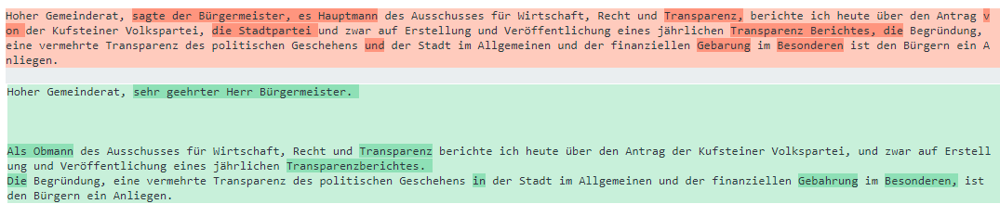 Hoher Gemeinderat, sagte der Bürgermeister, es Hauptmann des Ausschusses für Wirtschaft, Recht und Transparenz, berichte ich heute über den Antrag v
on der Kufsteiner Volkspartei, die Stadtpartei und zwar auf Erstellung und Veröffentlichung eines jährlichen Transparenz Berichtes, die Begründung,
eine vermehrte Transparenz des politischen Geschehens und der Stadt im Allgemeinen und der finanziellen Gebarung im Besonderen ist den Bürgern ein A
nliegen.
Hoher Gemeinderat, sehr geehrter Herr Bürgermeister.
Als Obmann des Ausschusses für Wirtschaft, Recht und Transparenz berichte ich heute über den Antrag der Kufsteiner Volkspartei, und zwar auf Erstell
ung und Veröffentlichung eines jährlichen Transparenzberichtes.
Die Begründung, eine vermehrte Transparenz des politischen Geschehens in der Stadt im Allgemeinen und der finanziellen Gebahrung im Besonderen, ist
den Bürgern ein Anliegen.